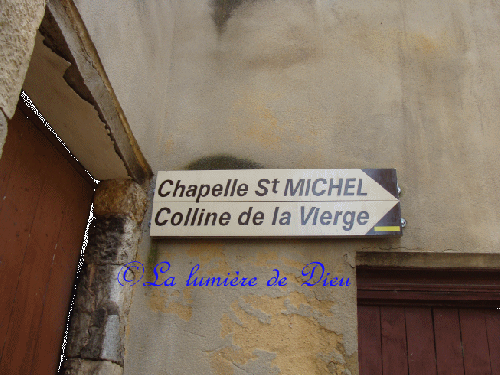 Chapelle St MICHEL
Colline de la Vierge
©La lumière de Dieu